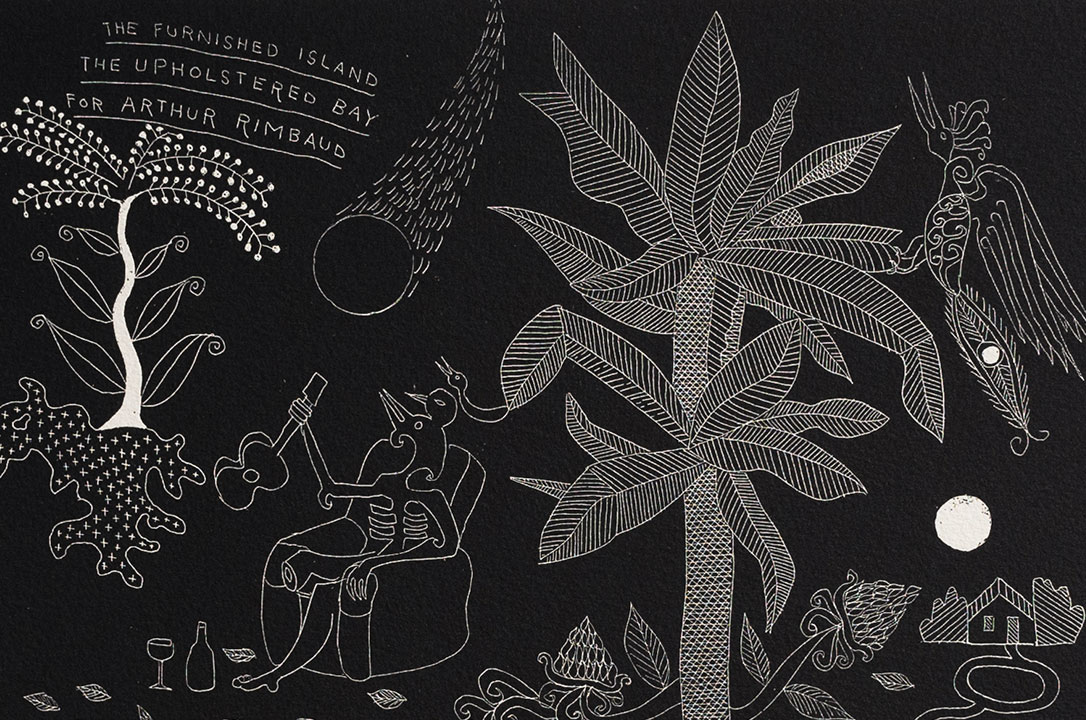 THE FURNISHED ISLAND
THE UPHOLSTERED BAY
FOR ARTHUR RIMBAUD